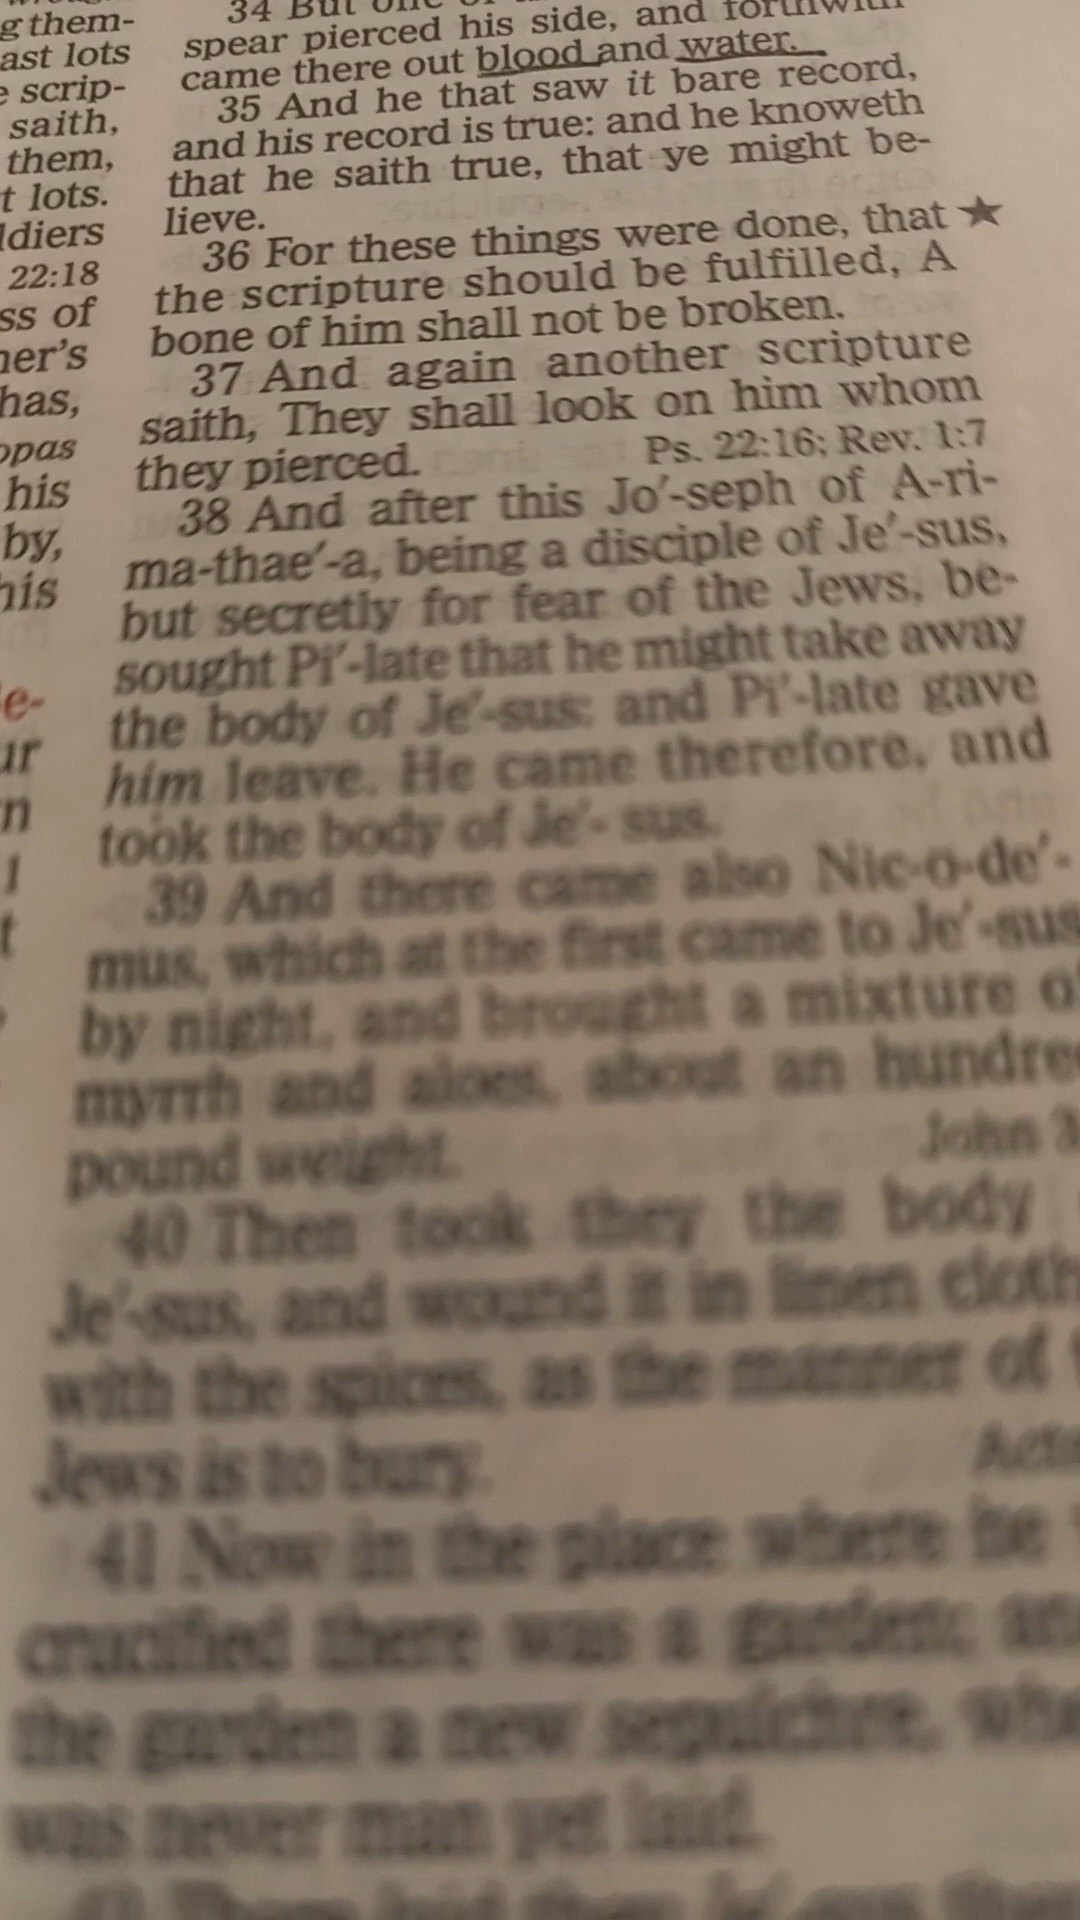 g them-
ast lots
scrip-
saith,
them,
t lots.
ldiers
22:18
ss of
her's
has,
opas
his
by,
his
e-
ur
n
34 But one
spear pierced his side, and forthwith
came there out blood and water.
35 And he that saw it bare record,
and his record is true: and he knoweth
that he saith true, that ye might be-
lieve.
36 For these things were done, that ★
the scripture should be fulfilled, A
bone of him shall not be broken.
37 And again another scripture
saith, They shall look on him whom
they pierced. Ps. 22:16; Rev. 1:7
38 And after this Jo′-seph of A-ri-
ma-thae′-a, being a disciple of Je′-sus,
but secretly for fear of the Jews, be-
sought Pi′-late that he might take away
the body of Je′-sus: and Pi′-late gave
him leave. He came therefore, and
took the body of Je′- sus.
39 And there came also Nic-o-de′-
mus, which at the first came to Je′-sus
by night, and brought a mixture o
myrrh and aloes, about an hundre
pound weight. John 3
40 Then took they the body
Je′-sus, and wound it in linen cloth
with the spices, as the manner of
Jews is to bury. Acts
41 Now in the place where he
crucified there was a garden; an
the garden a new sepulchre, whe
was never man yet laid.